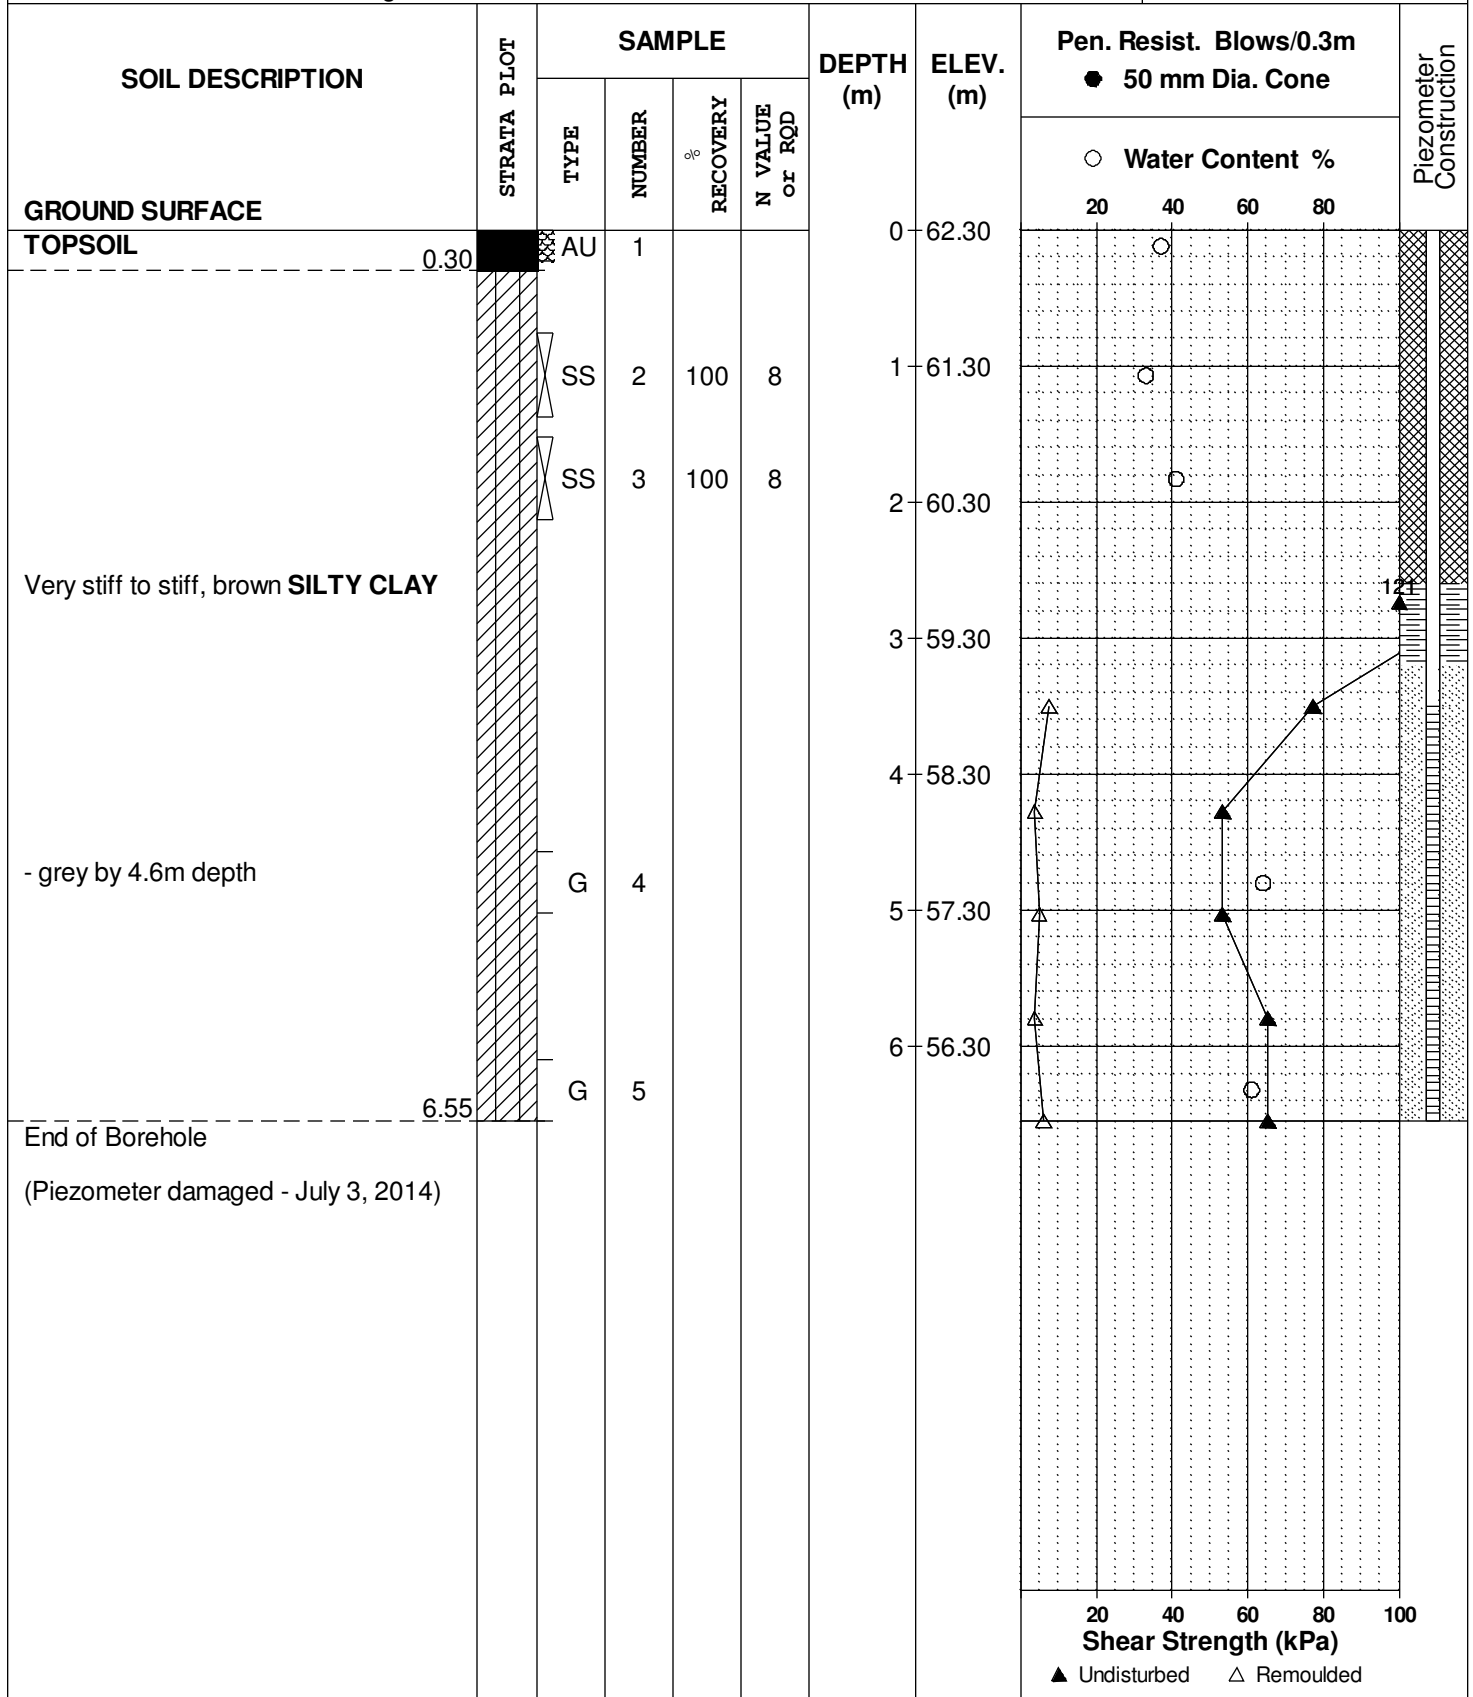 SOIL DESCRIPTION
GROUND SURFACE
STRATA PLOT
SAMPLE
TYPE
NUMBER
%
RECOVERY
N VALUE
or RQD
DEPTH
(m)
ELEV.
(m)
Pen. Resist. Blows/0.3m
50 mm Dia. Cone
Water Content %
20 40 60 80
Piezometer
Construction
TOPSOIL
0.30
AU 1
0 62.30
SS 2 100 8
1 61.30
SS 3 100 8
2 60.30
Very stiff to stiff, brown SILTY CLAY
121
3 59.30
4 58.30
- grey by 4.6m depth
G 4
5 57.30
6 56.30
G 5
6.55
End of Borehole
(Piezometer damaged - July 3, 2014)
20 40 60 80 100
Shear Strength (kPa)
Undisturbed Remoulded